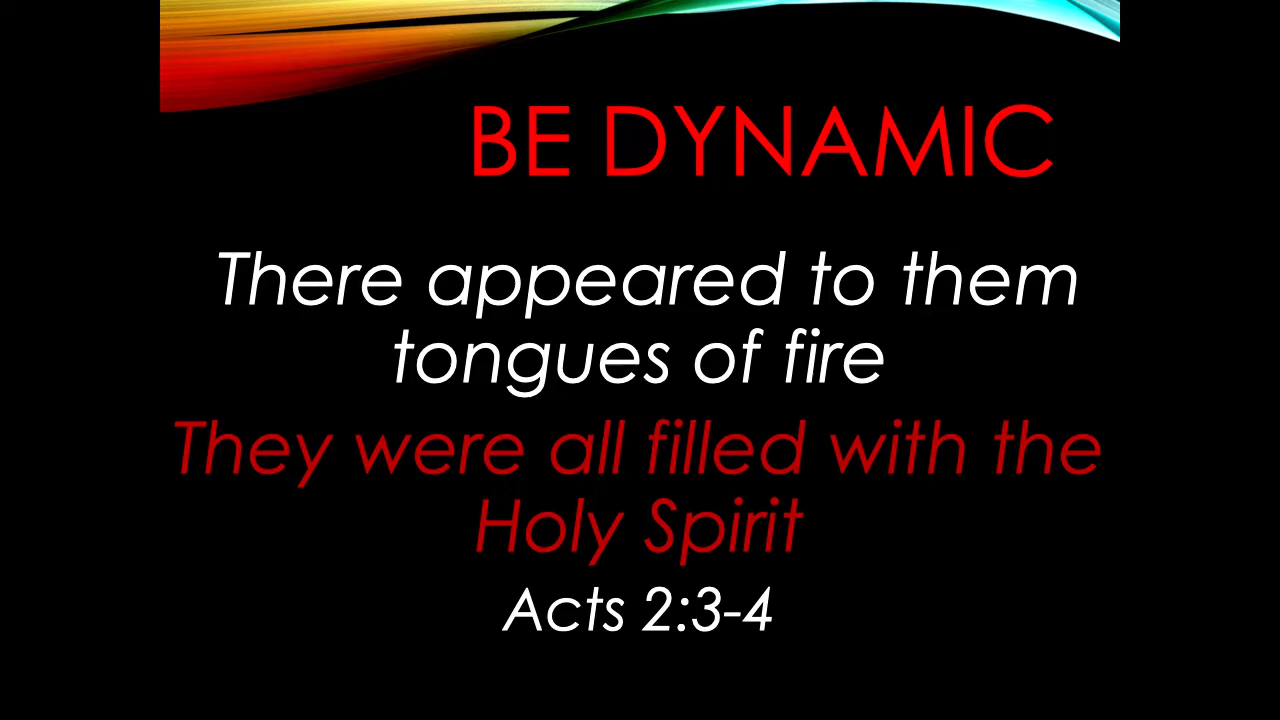 BE DYNAMIC
There appeared to them
tongues of fire
They were all filled with the
Holy Spirit
Acts 2:3-4